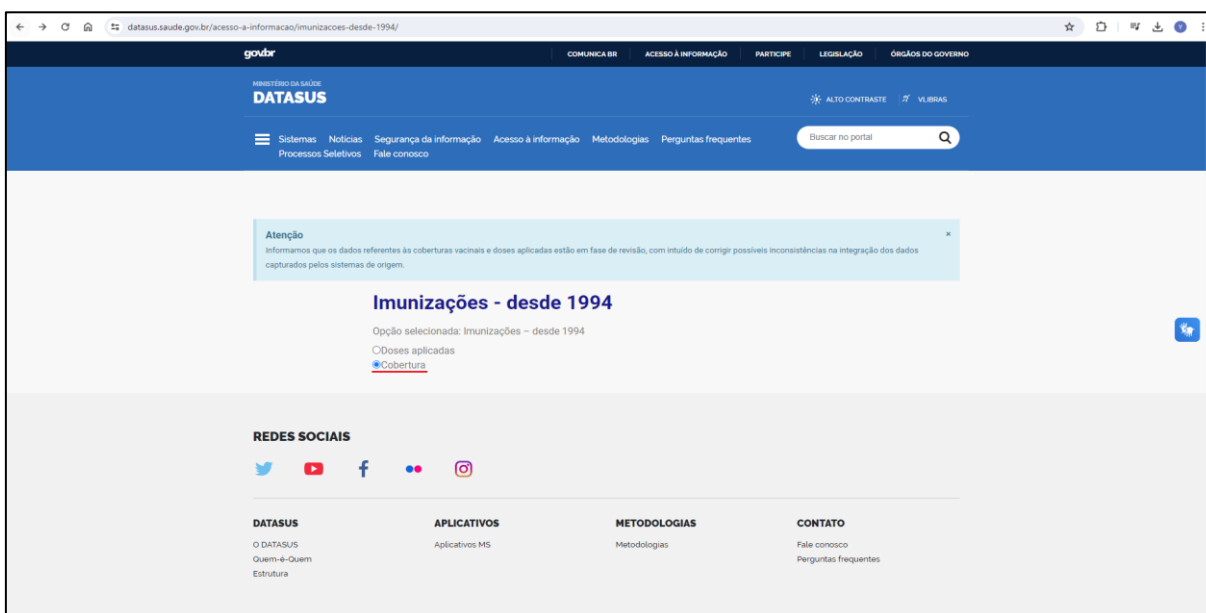 datasus.saude.gov.br/acesso-a-informacao/imunizacoes-desde-1994/
gov.br
COMUNICA BR
ACESSO À INFORMAÇÃO
PARTICIPE
LEGISLAÇÃO
ÓRGÃOS DO GOVERNO
MINISTÉRIO DA SAÚDE
DATASUS
ALTO CONTRASTE
VLIBRAS
Sistemas Notícias Segurança da informação Acesso à informação Metodologias Perguntas frequentes
Processos Seletivos Fale conosco
Buscar no portal
Atenção
Informamos que os dados referentes às coberturas vacinais e doses aplicadas estão em fase de revisão, com intuído de corrigir possíveis inconsistências na integração dos dados
capturados pelos sistemas de origem.
Imunizações - desde 1994
Opção selecionada: Imunizações – desde 1994
Doses aplicadas
Cobertura
REDES SOCIAIS
DATASUS
O DATASUS
Quem-é-Quem
Estrutura
APLICATIVOS
Aplicativos MS
METODOLOGIAS
Metodologias
CONTATO
Fale conosco
Perguntas frequentes